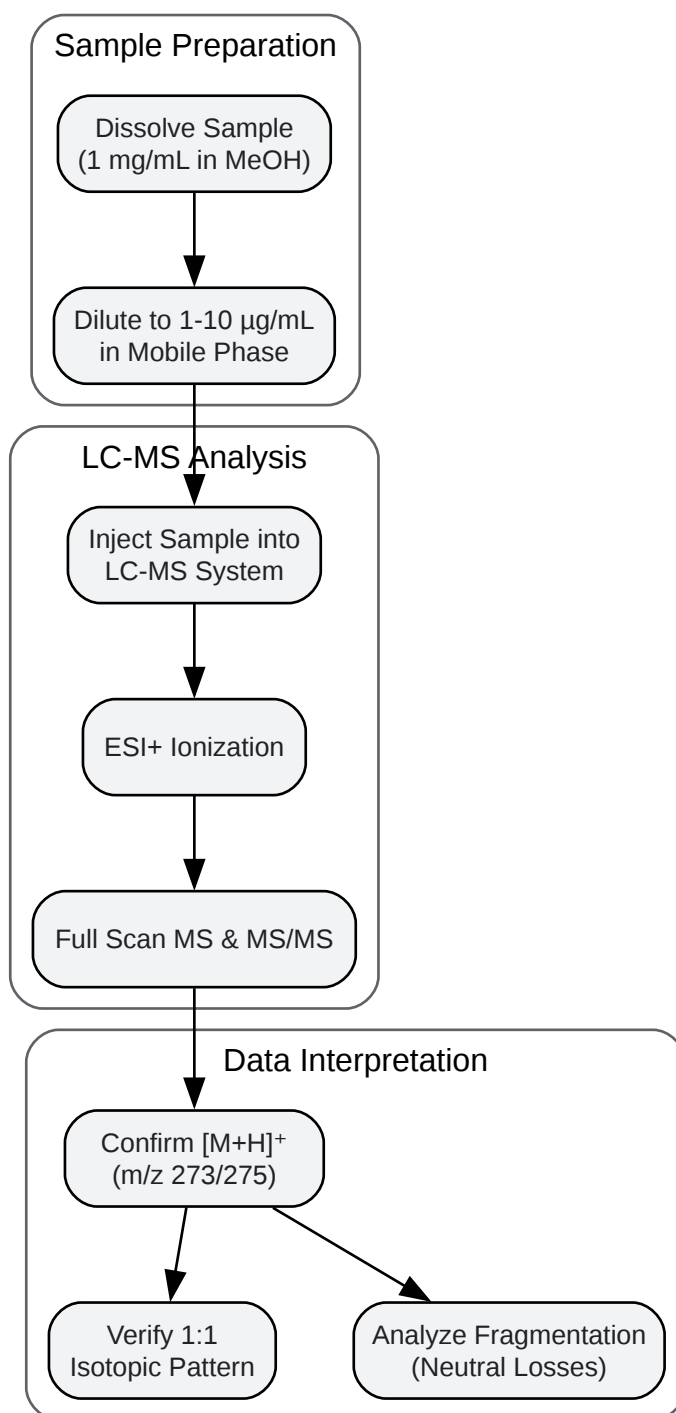 Sample Preparation
Dissolve Sample
(1 mg/mL in MeOH)
Dilute to 1-10 µg/mL
in Mobile Phase
LC-MS Analysis
Inject Sample into
LC-MS System
ESI+ Ionization
Full Scan MS & MS/MS
Data Interpretation
Confirm [M+H]⁺
(m/z 273/275)
Verify 1:1
Isotopic Pattern
Analyze Fragmentation
(Neutral Losses)